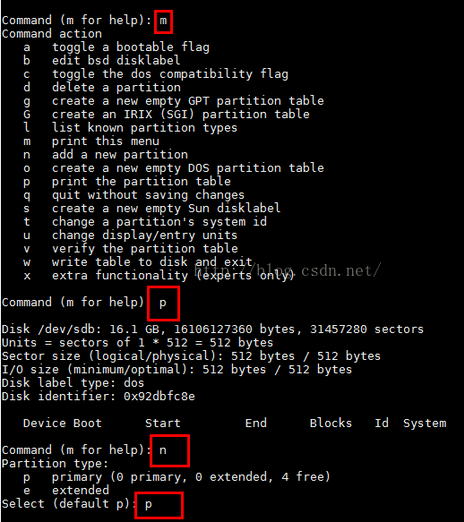 Command (m for help): m
Command action
a   toggle a bootable flag
b   edit bsd disklabel
c   toggle the dos compatibility flag
d   delete a partition
g   create a new empty GPT partition table
G   create an IRIX (SGI) partition table
l   list known partition types
m   print this menu
n   add a new partition
o   create a new empty DOS partition table
p   print the partition table
q   quit without saving changes
s   create a new empty Sun disklabel
t   change a partition's system id
u   change display/entry units
v   verify the partition table
w   write table to disk and exit
x   extra functionality (experts only)
http://blog.csdn.net/
Command (m for help) p
Disk /dev/sdb: 16.1 GB, 16106127360 bytes, 31457280 sectors
Units = sectors of 1 * 512 = 512 bytes
Sector size (logical/physical): 512 bytes / 512 bytes
I/O size (minimum/optimal): 512 bytes / 512 bytes
Disk label type: dos
Disk identifier: 0x92dbfc8e
Device Boot      Start         End      Blocks   Id  System
Command (m for help): n
Partition type:
p   primary (0 primary, 0 extended, 4 free)
e   extended
Select (default p): p